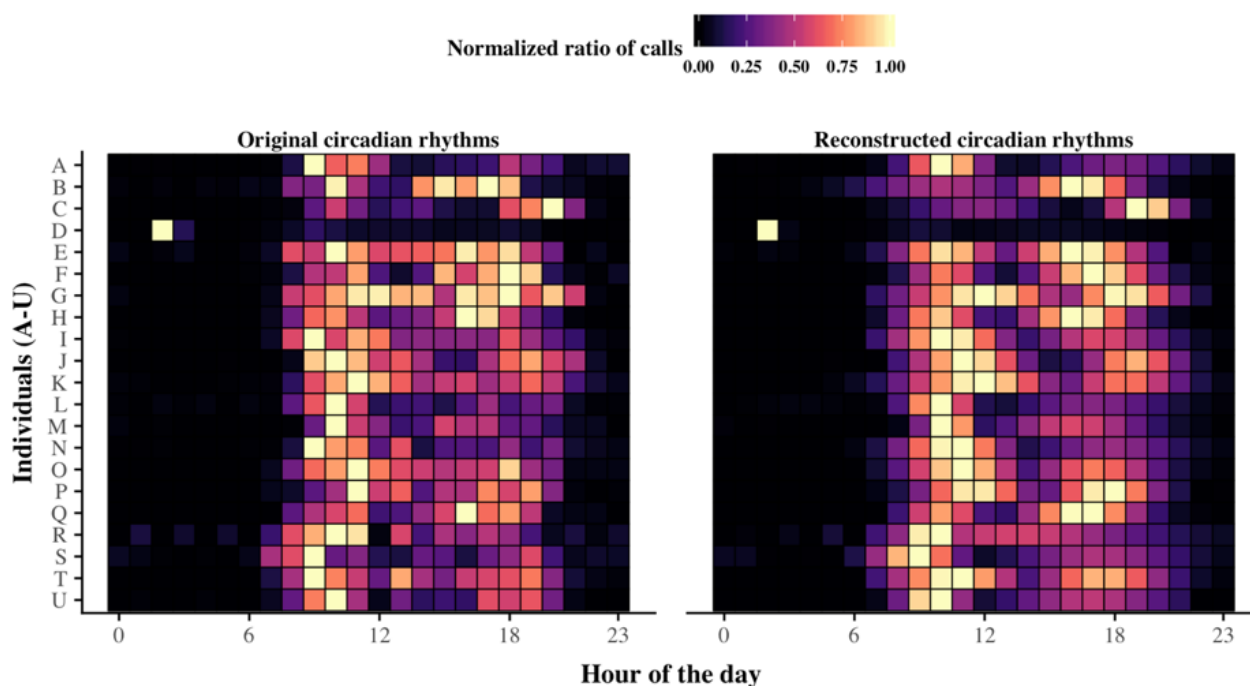 Normalized ratio of calls
0.00 0.25 0.50 0.75 1.00
Original circadian rhythms
Reconstructed circadian rhythms
Individuals (A-U)
A
B
C
D
E
F
G
H
I
J
K
L
M
N
O
P
Q
R
S
T
U
0 6 12 18 23
0 6 12 18 23
Hour of the day